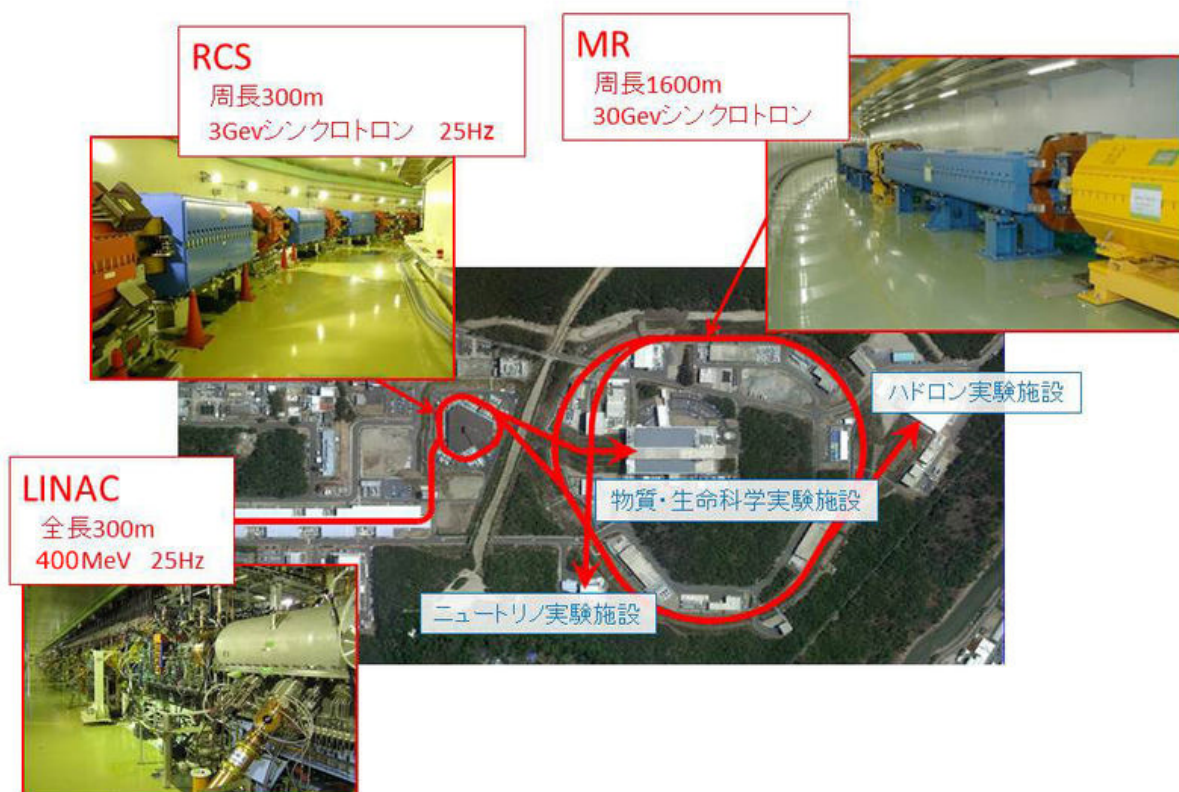 RCS
周長300m
3Gevシンクロトロン 25Hz
MR
周長1600m
30Gevシンクロトロン
ハドロン実験施設
物質・生命科学実験施設
LINAC
全長300m
400MeV 25Hz
ニュートリノ実験施設